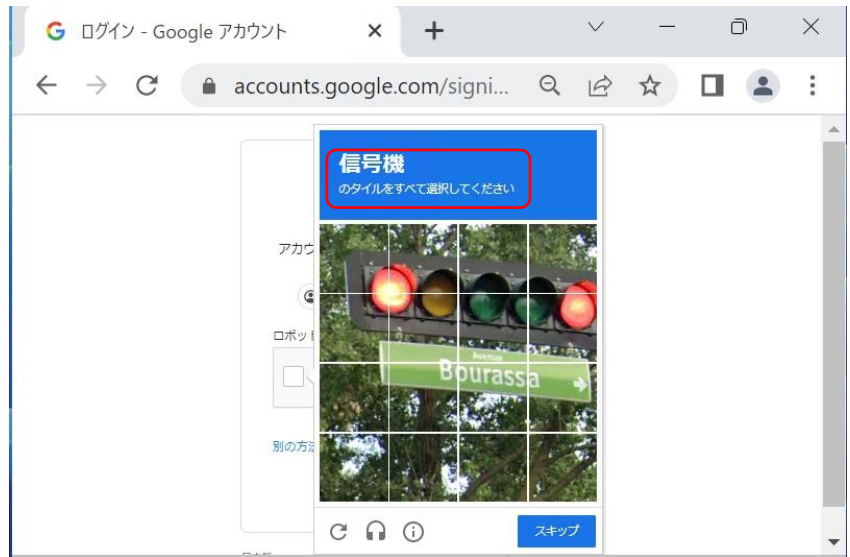 ログイン - Google アカウント
accounts.google.com/signi...
信号機
のタイルをすべて選択してください
アカウ
ロボット
Avenue
Bourassa
別の方法
スキップ